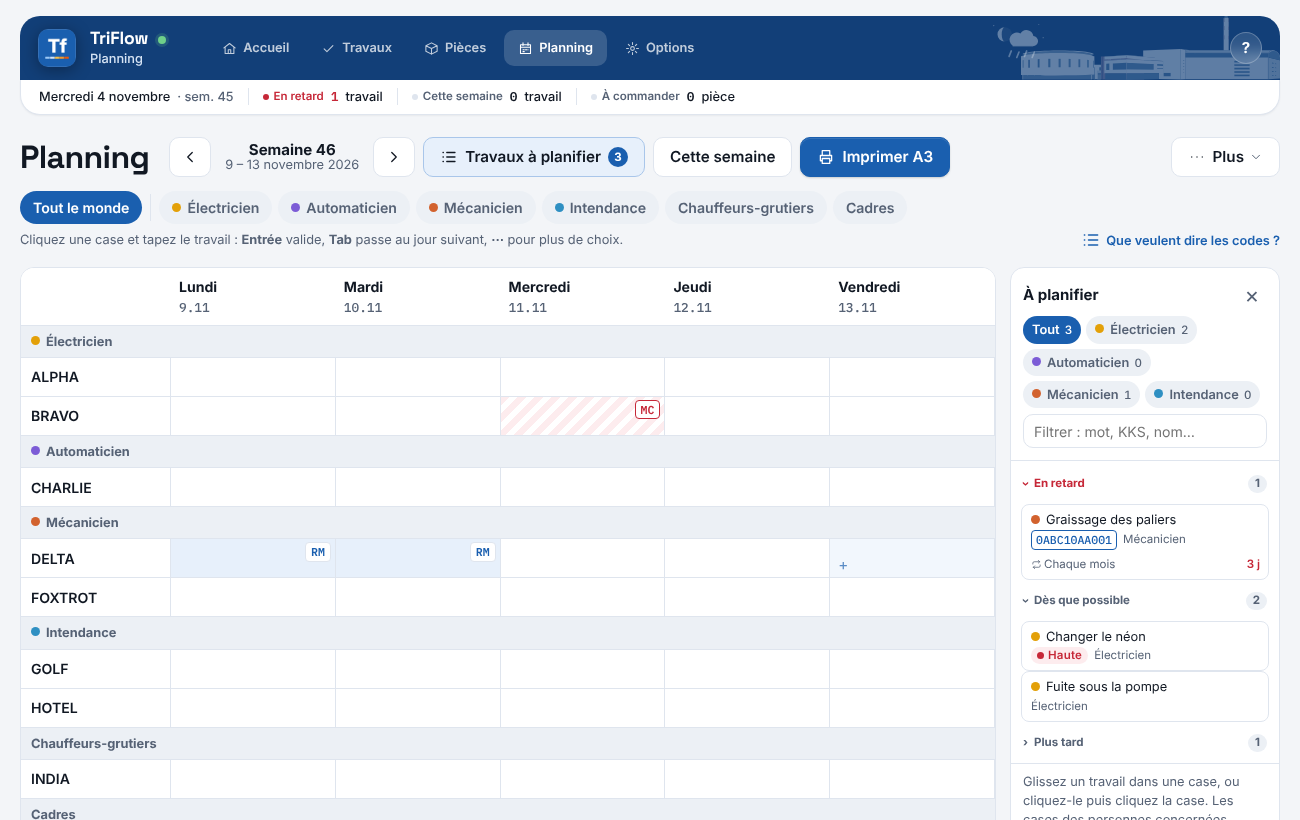 Tf
TriFlow
Planning
Accueil
Travaux
Pièces
Planning
Options
?
Mercredi 4 novembre · sem. 45
En retard 1 travail
Cette semaine 0 travail
À commander 0 pièce
Planning
Semaine 46
9 – 13 novembre 2026
Travaux à planifier 3
Cette semaine
Imprimer A3
··· Plus
Tout le monde
Électricien
Automaticien
Mécanicien
Intendance
Chauffeurs-grutiers
Cadres
Cliquez une case et tapez le travail : Entrée valide, Tab passe au jour suivant, ··· pour plus de choix.
Que veulent dire les codes ?
Lundi
9.11
Mardi
10.11
Mercredi
11.11
Jeudi
12.11
Vendredi
13.11
Électricien
ALPHA
BRAVO
MC
Automaticien
CHARLIE
Mécanicien
DELTA
RM
RM
+
FOXTROT
Intendance
GOLF
HOTEL
Chauffeurs-grutiers
INDIA
Cadres
À planifier
Tout 3
Électricien 2
Automaticien 0
Mécanicien 1
Intendance 0
Filtrer : mot, KKS, nom...
En retard 1
Graissage des paliers
0ABC10AA001 Mécanicien
Chaque mois 3 j
Dès que possible 2
Changer le néon
Haute Électricien
Fuite sous la pompe
Électricien
Plus tard 1
Glissez un travail dans une case, ou
cliquez-le puis cliquez la case. Les
cases des personnes concernées